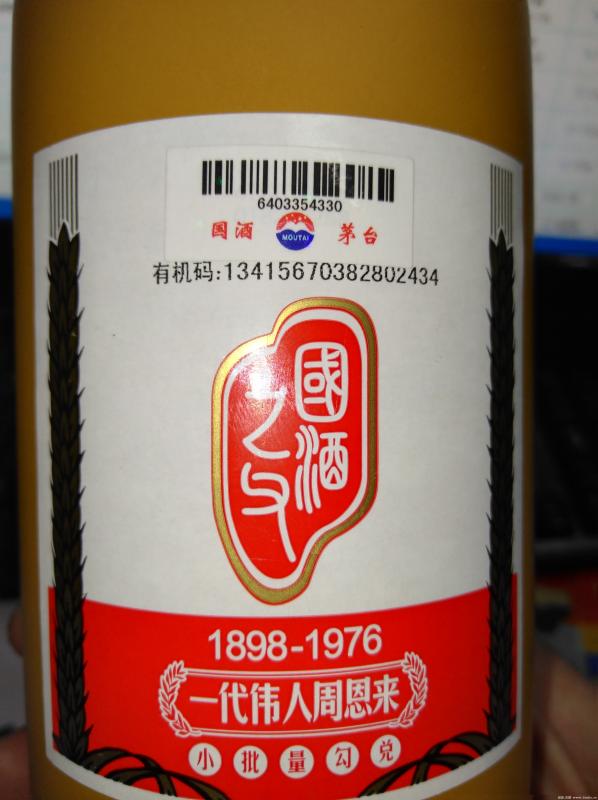 6403354330
国酒 MOUTAI 茅台
有机码:13415670382802434
國酒
之父
1898-1976
一代伟人周恩来
小批量勾兑